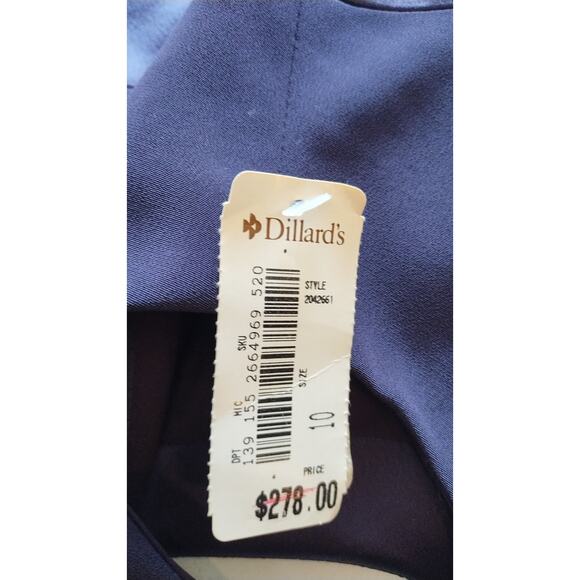 Dillard's
STYLE
2042661
DPT MIC SKU
139 155 2664969 520
SIZE
10
PRICE
$278.00